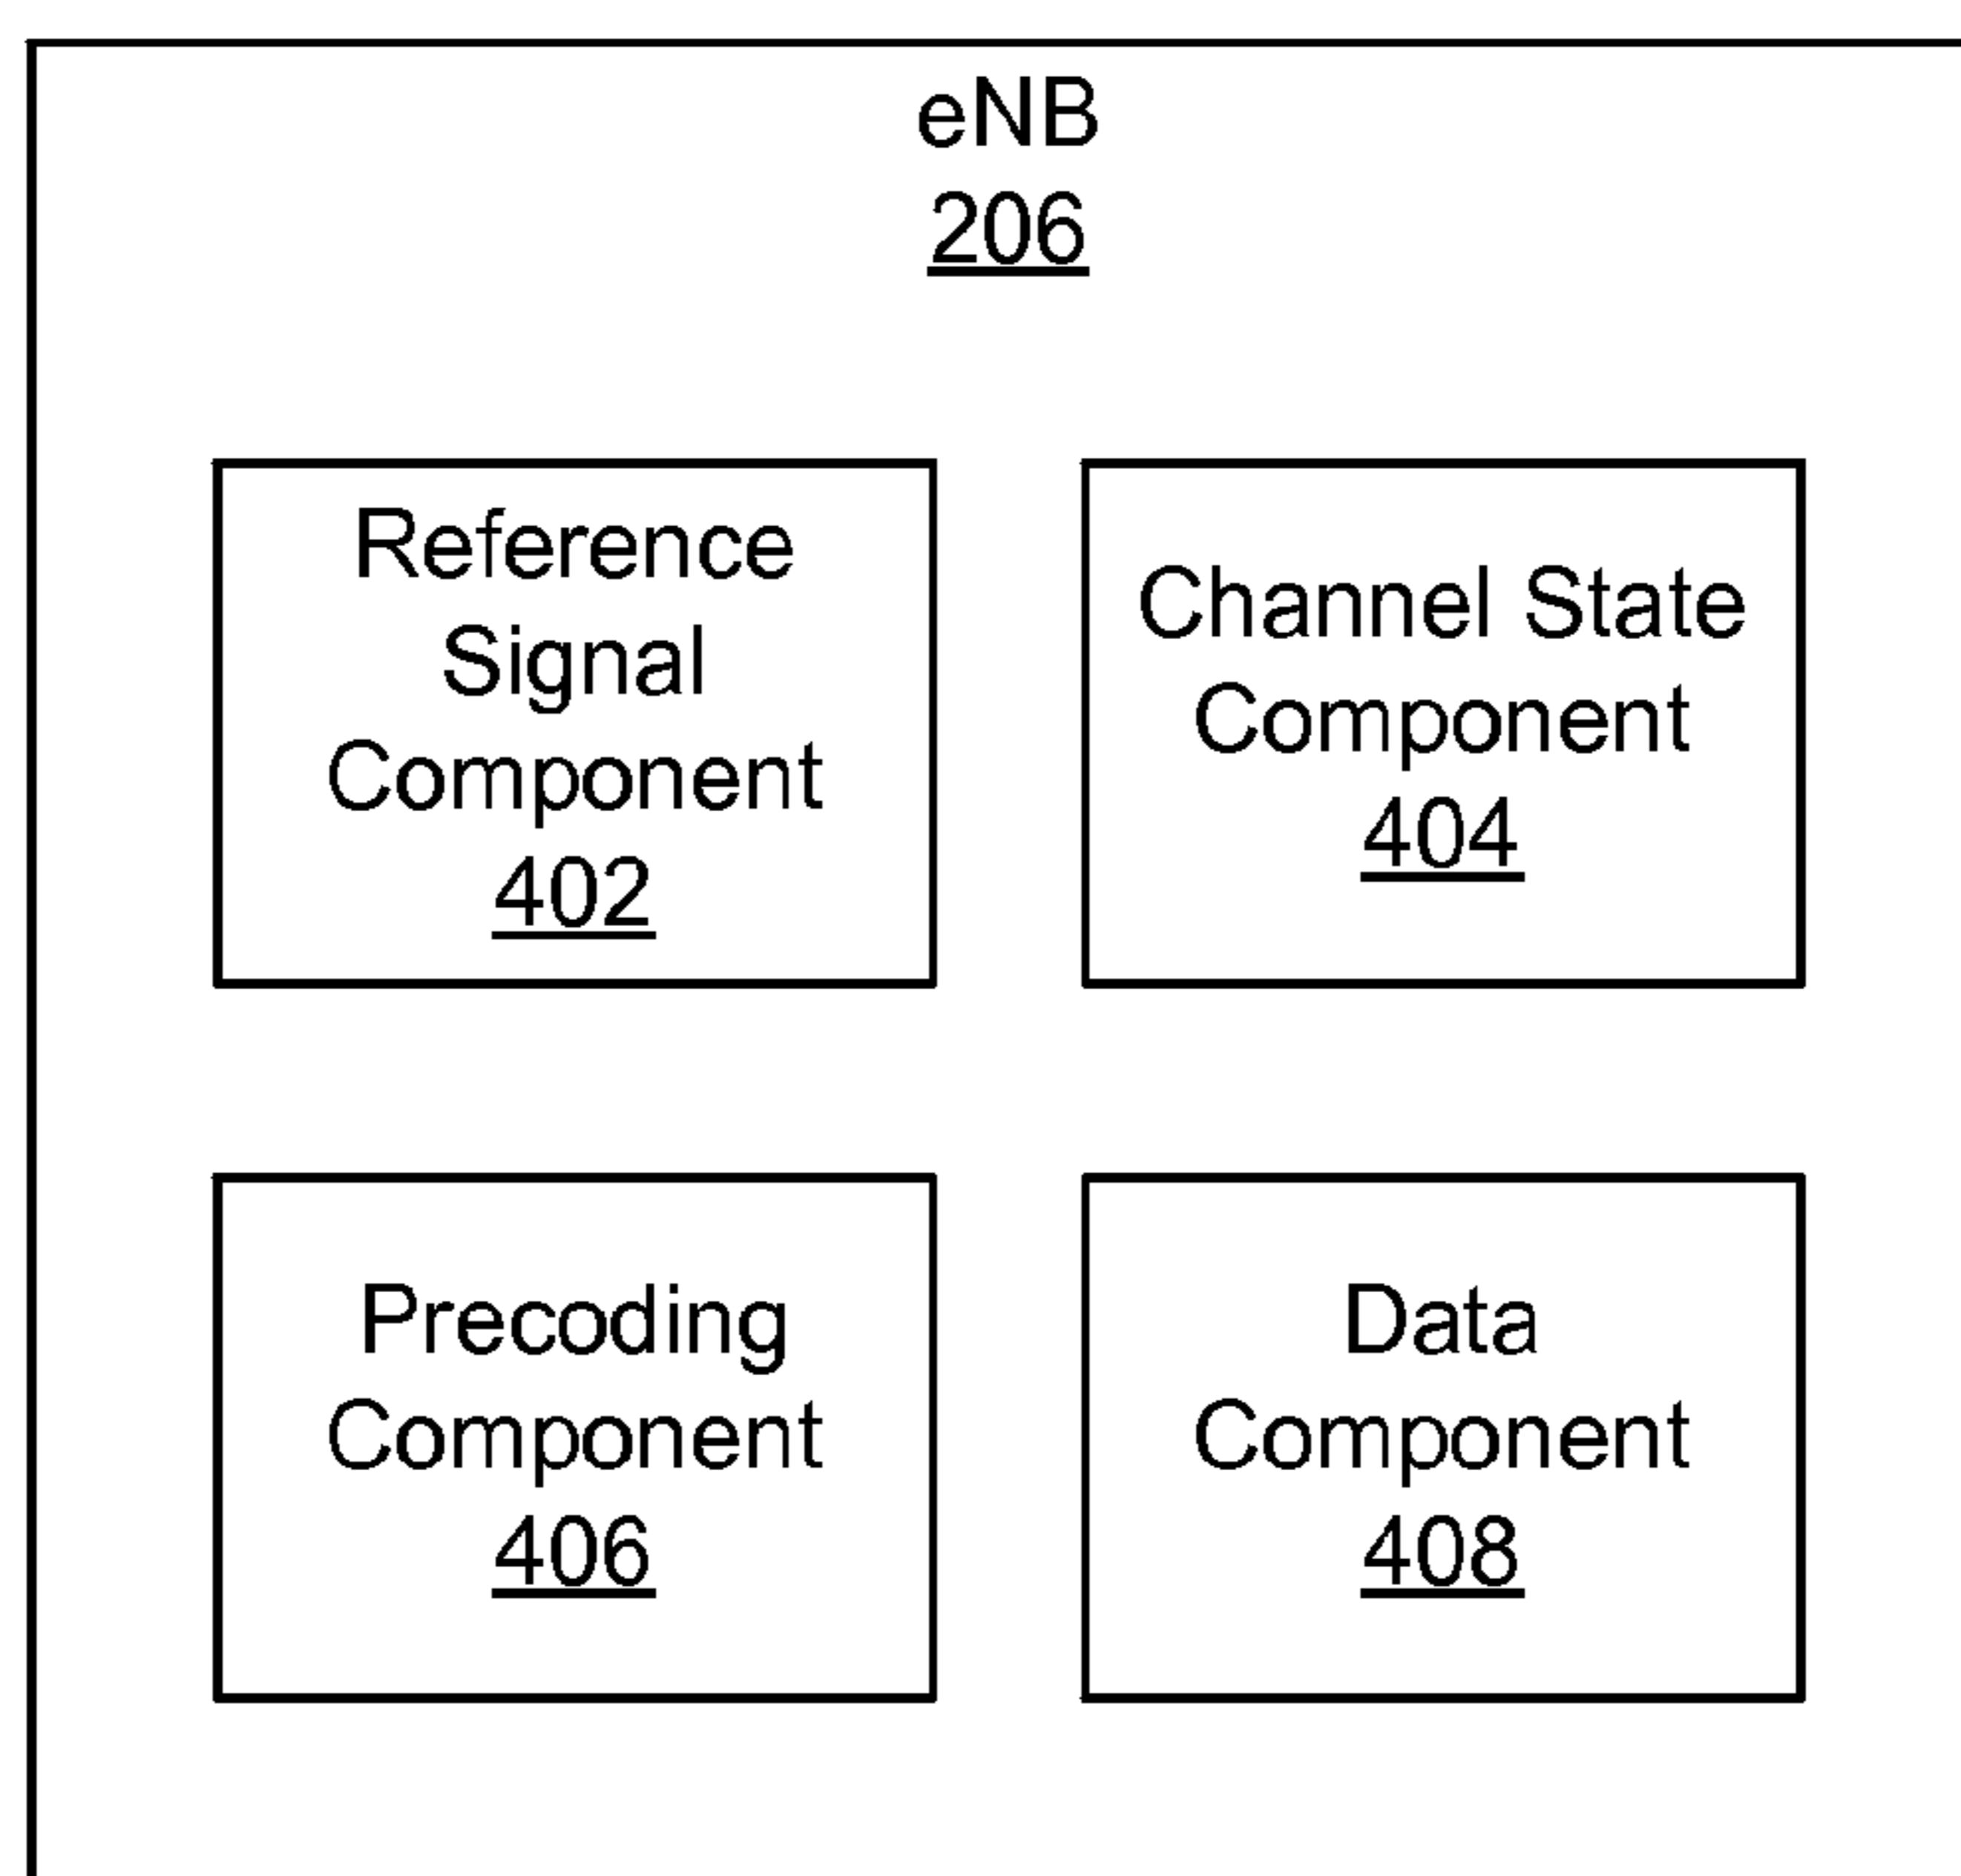 eNB
206
Reference
Signal
Component
402
Channel State
Component
404
Precoding
Component
406
Data
Component
408